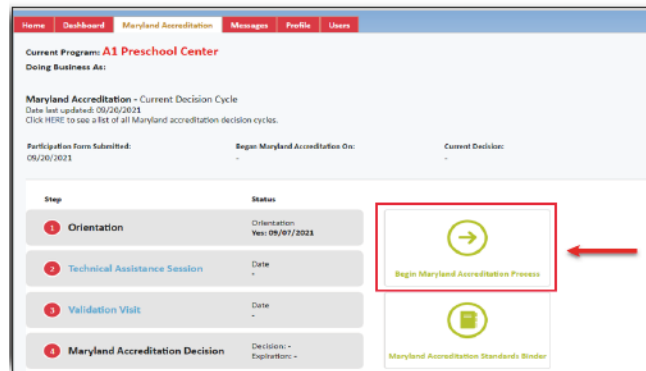 Home Dashboard Maryland Accreditation Messages Profile Users
Current Program: A1 Preschool Center
Doing Business As:
Maryland Accreditation - Current Decision Cycle
Date last updated: 09/20/2021
Click HERE to see a list of all Maryland accreditation decision cycles.
Participation Form Submitted: Began Maryland Accreditation On: Current Decision:
09/20/2021 - -
Step Status
1 Orientation Orientation
Yes: 09/07/2021
2 Technical Assistance Session Date
-
Begin Maryland Accreditation Process
3 Validation Visit Date
-
4 Maryland Accreditation Decision Decision: -
Expiration: -
Maryland Accreditation Standards Binder